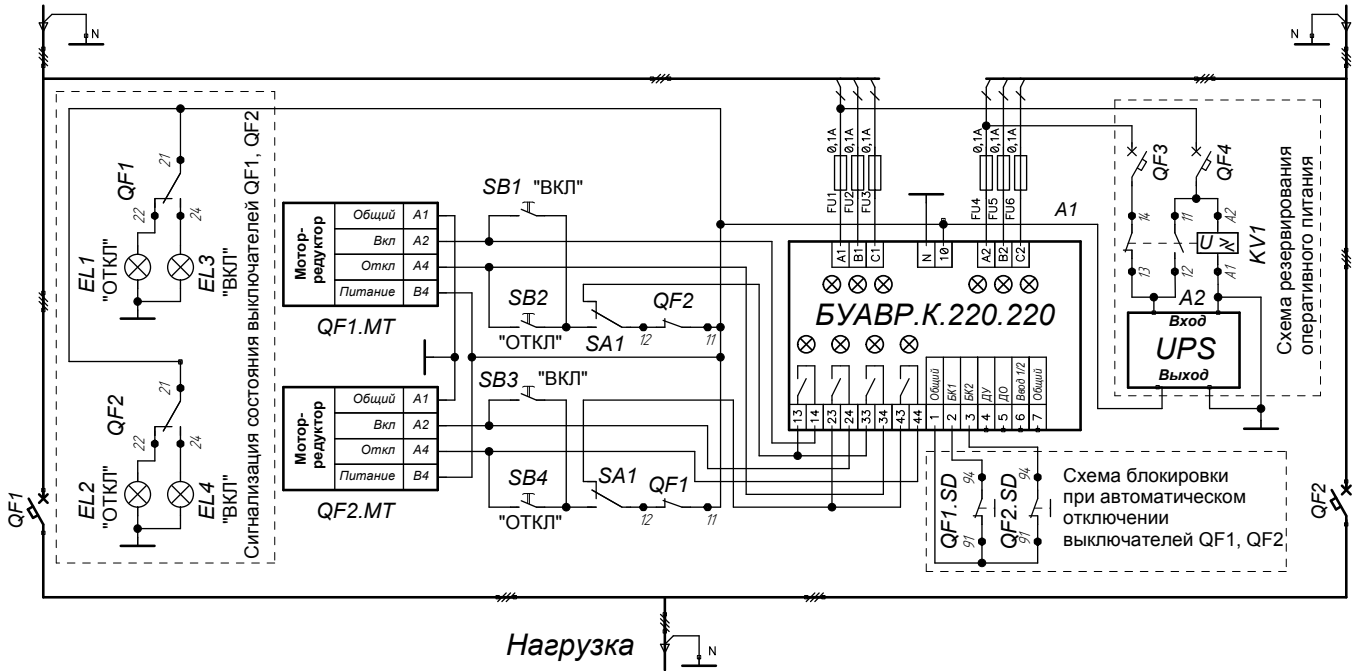 N
N
Сигнализация состояния выключателей QF1, QF2
QF1
21
22
24
EL1
"ОТКЛ"
EL3
"ВКЛ"
QF2
21
22
24
EL2
"ОТКЛ"
EL4
"ВКЛ"
QF1
Мотор-
редуктор
Общий A1
Вкл A2
Откл A4
Питание B4
QF1.MT
Мотор-
редуктор
Общий A1
Вкл A2
Откл A4
Питание B4
QF2.MT
SB1 "ВКЛ"
SB2
"ОТКЛ"
SA1
QF2
12
11
SB3 "ВКЛ"
SB4
"ОТКЛ"
SA1
QF1
12
11
0,1А
0,1А
0,1А
FU1
FU2
FU3
0,1А
0,1А
0,1А
FU4
FU5
FU6
A1
A1
B1
C1
N
10
A2
B2
C2
БУАВР.К.220.220
13
14
23
24
33
34
43
44
1 Общий
2 БК1
3 БК2
4 ДУ
5 ДО
6 Ввод 1/2
7 Общий
QF3
QF4
14
13
11
12
A2
U
A1
KV1
A2
Вход
UPS
Выход
Схема резервирования
оперативного питания
QF1.SD
94
91
QF2.SD
94
91
Схема блокировки
при автоматическом
отключении
выключателей QF1, QF2
QF2
Нагрузка
N